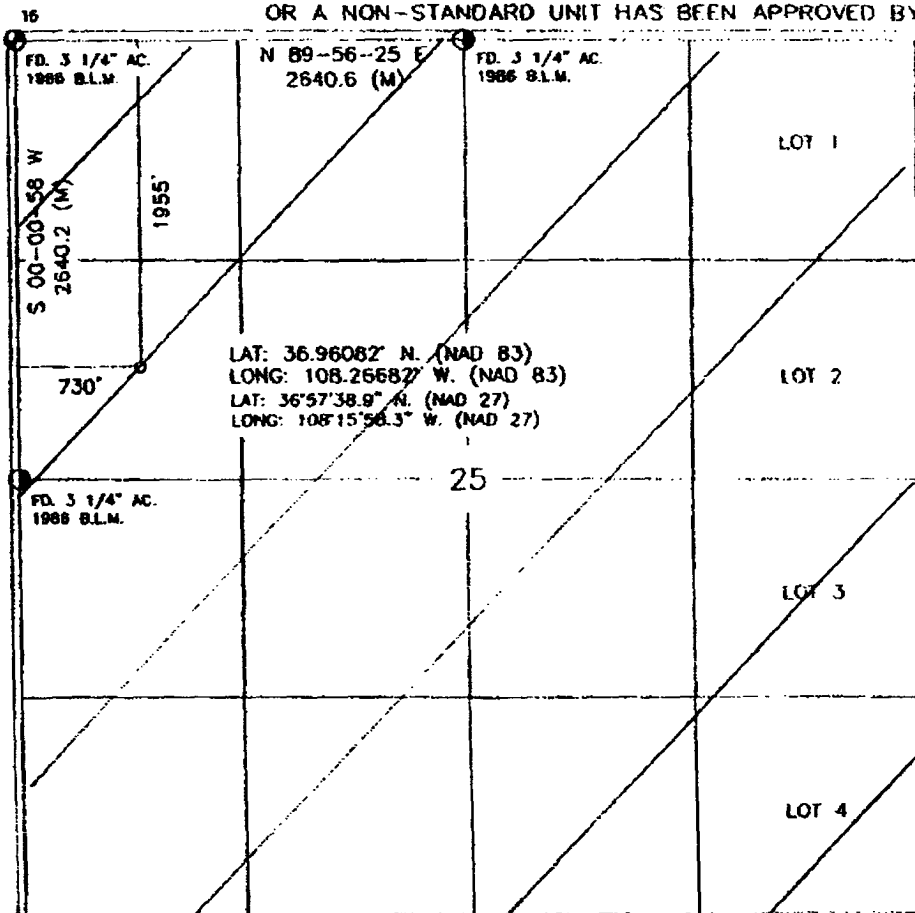 OR A NON-STANDARD UNIT HAS BEEN APPROVED BY
16
FD. 3 1/4" AC.
1986 B.L.M.
N 89-56-25 E
2640.6 (M)
FD. 3 1/4" AC.
1986 B.L.M.
S 00-00-58 W
2640.2 (M)
1955'
LOT 1
LAT: 36.96082° N. (NAD 83)
LONG: 108.26682° W. (NAD 83)
LAT: 36°57'38.9" N. (NAD 27)
LONG: 108°15'58.3" W. (NAD 27)
730'
LOT 2
FD. 3 1/4" AC.
1986 B.L.M.
25
LOT 3
LOT 4